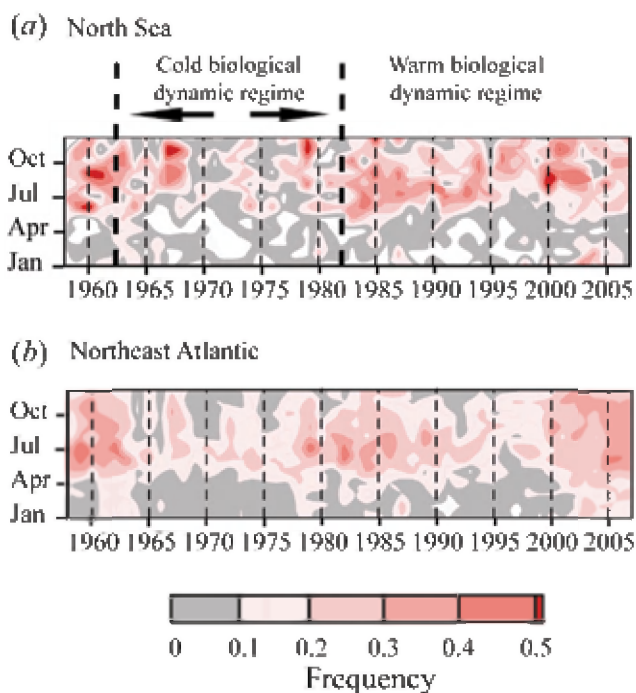 (a) North Sea
Cold biological dynamic regime
Warm biological dynamic regime
Oct
Jul
Apr
Jan
1960 1965 1970 1975 1980 1985 1990 1995 2000 2005
(b) Northeast Atlantic
Oct
Jul
Apr
Jan
1960 1965 1970 1975 1980 1985 1990 1995 2000 2005
0 0.1 0.2 0.3 0.4 0.5
Frequency